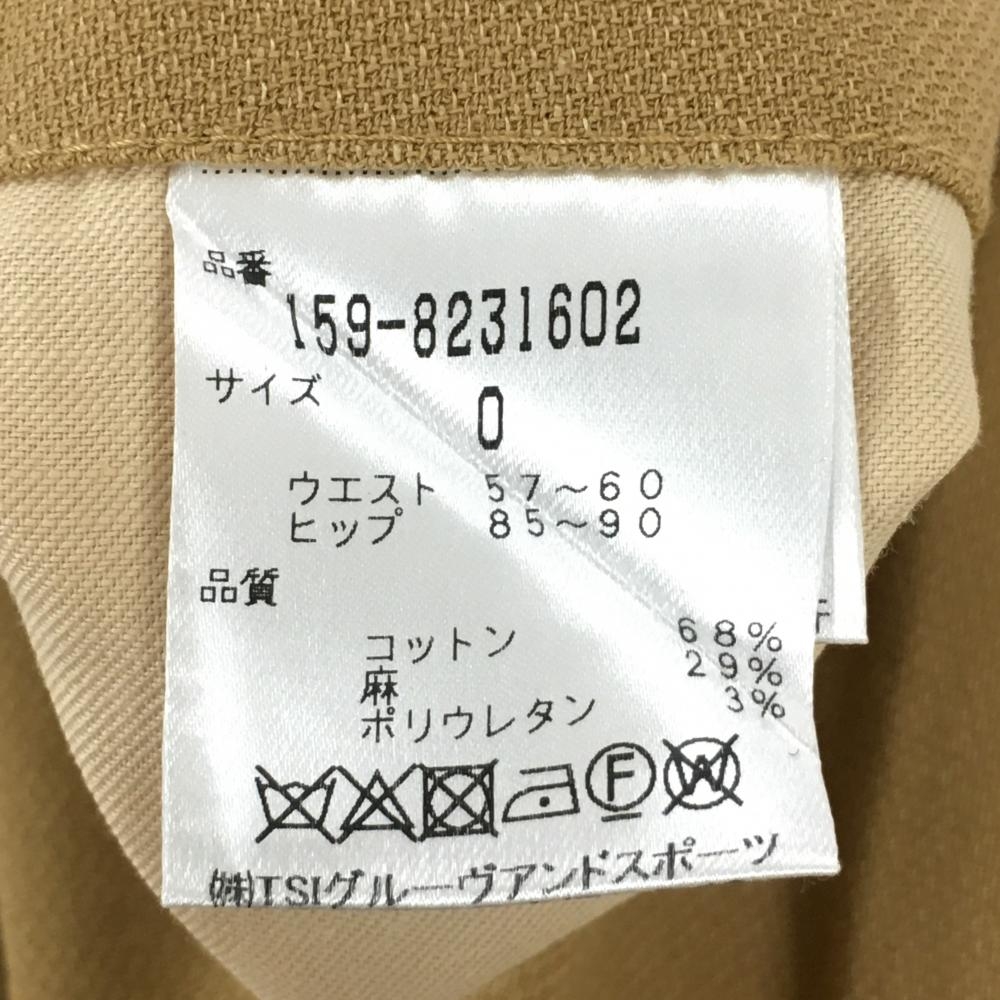 品番
159-8231602
サイズ
0
ウエスト 57〜60
ヒップ 85〜90
品質
コットン 68%
麻 29%
ポリウレタン 3%
F
W
㈱TSIグルーヴアンドスポーツ